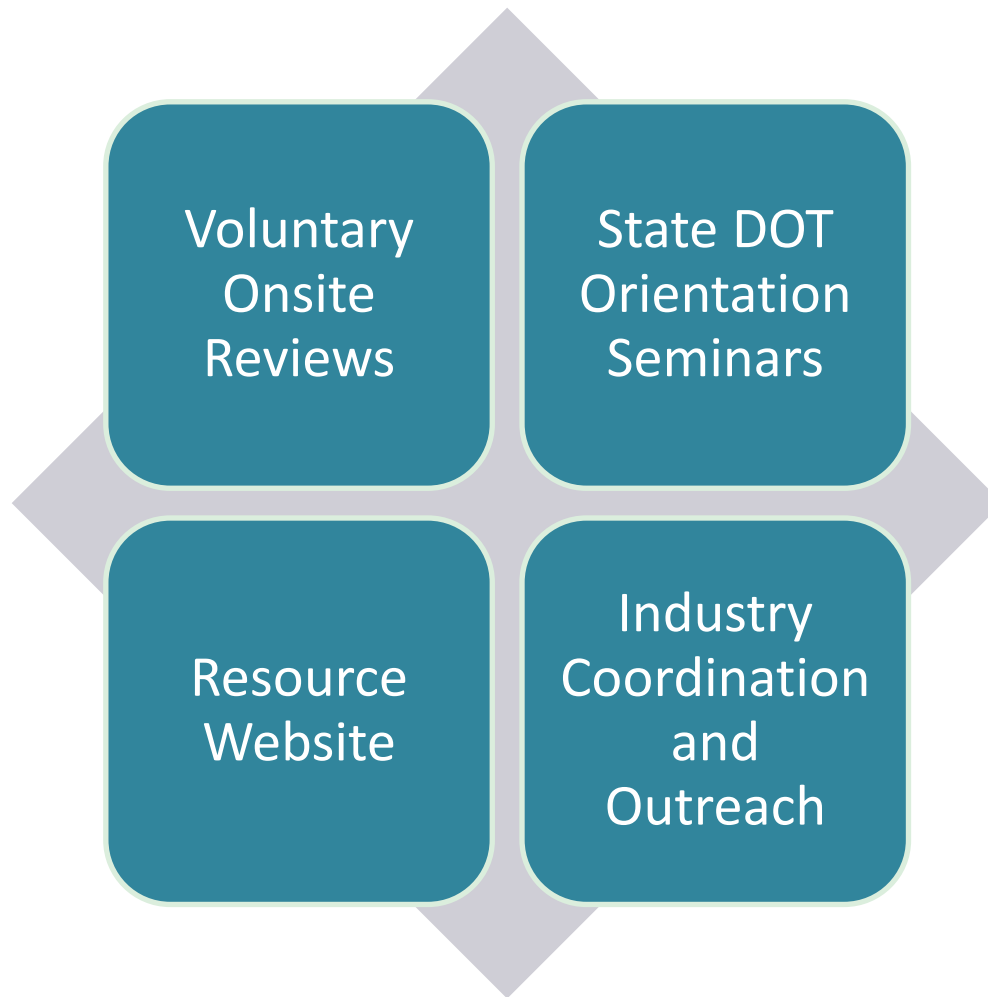 Voluntary
Onsite
Reviews
State DOT
Orientation
Seminars
Resource
Website
Industry
Coordination
and
Outreach